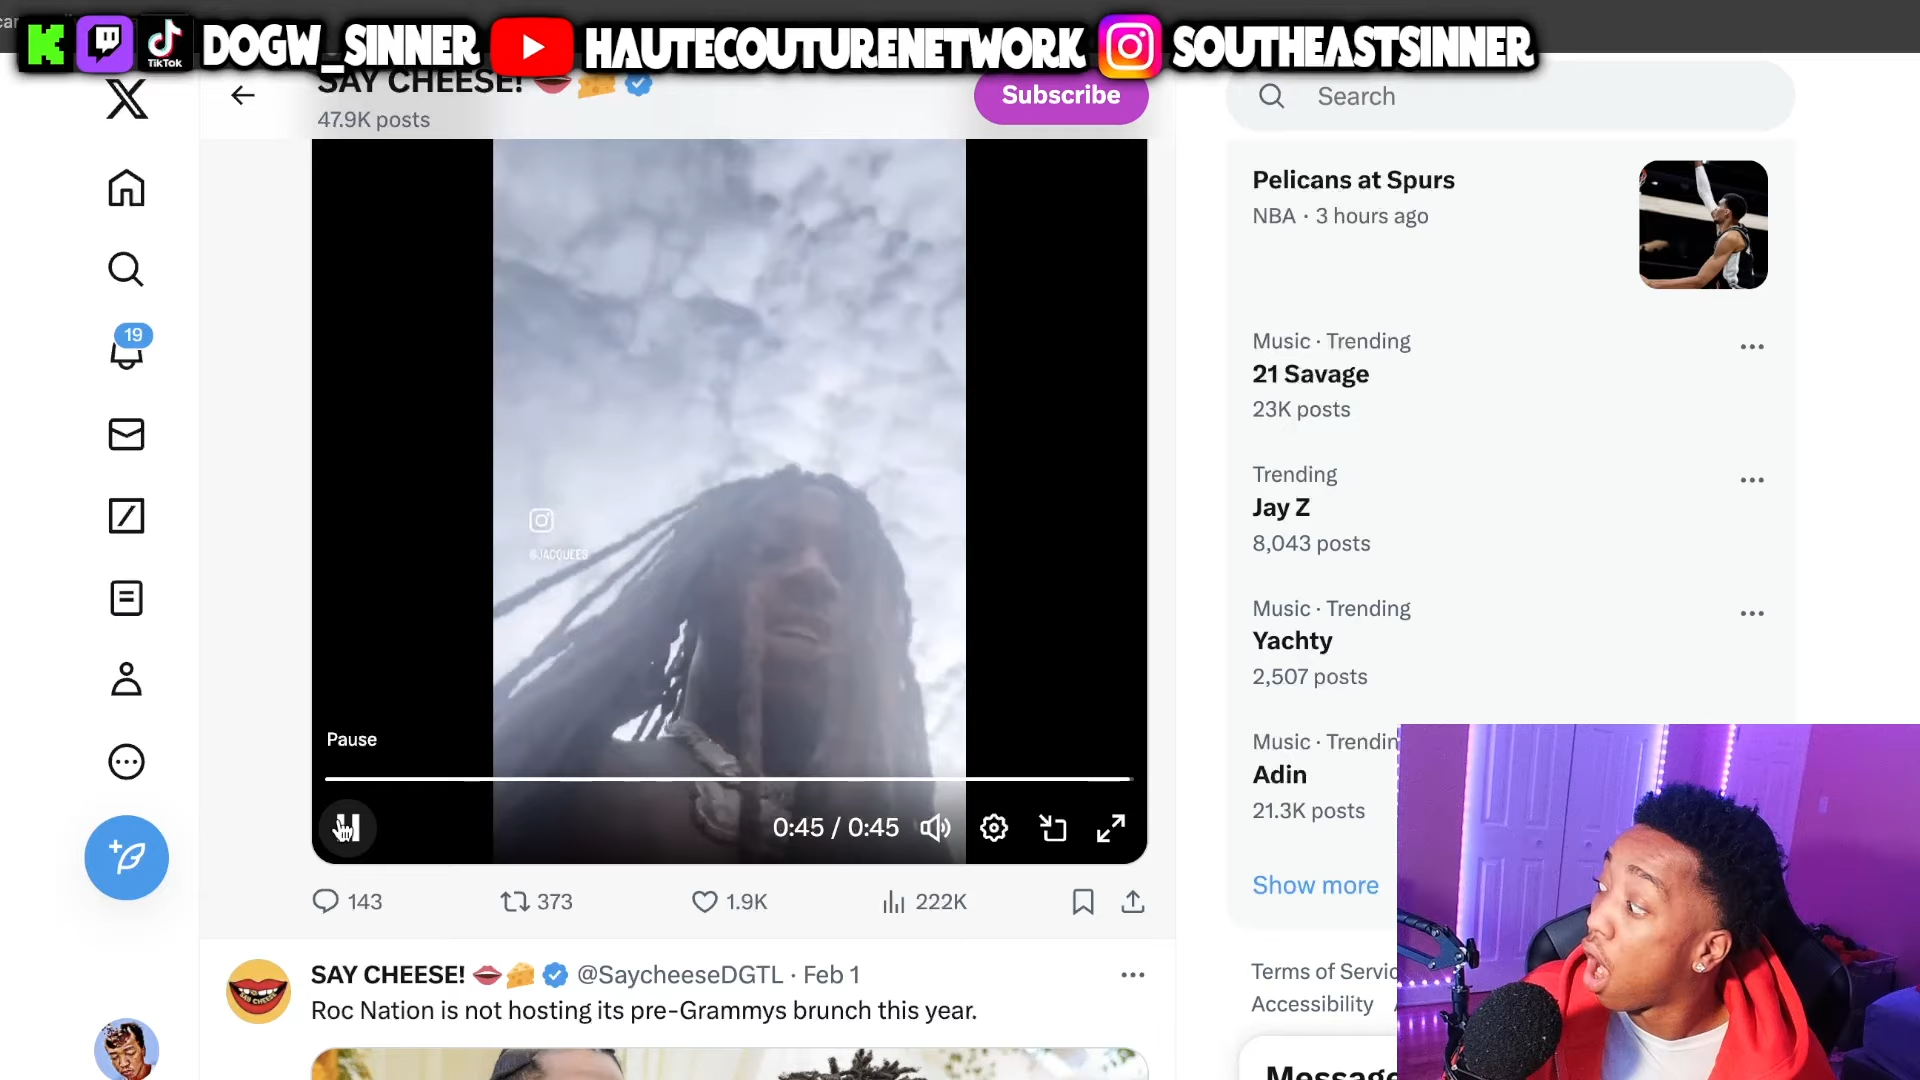 TikTok
DOGW_SINNER
HAUTECOUTURENETWORK
SOUTHEASTSINNER
SAY CHEESE!
47.9K posts
Subscribe
Search
19
@JACQUEES
Pause
0:45 / 0:45
143
373
1.9K
222K
SAY CHEESE! @SaycheeseDGTL · Feb 1
Roc Nation is not hosting its pre-Grammys brunch this year.
Pelicans at Spurs
NBA · 3 hours ago
Music · Trending
21 Savage
23K posts
Trending
Jay Z
8,043 posts
Music · Trending
Yachty
2,507 posts
Music · Trendin
Adin
21.3K posts
Show more
Terms of Servic
Accessibility
Message